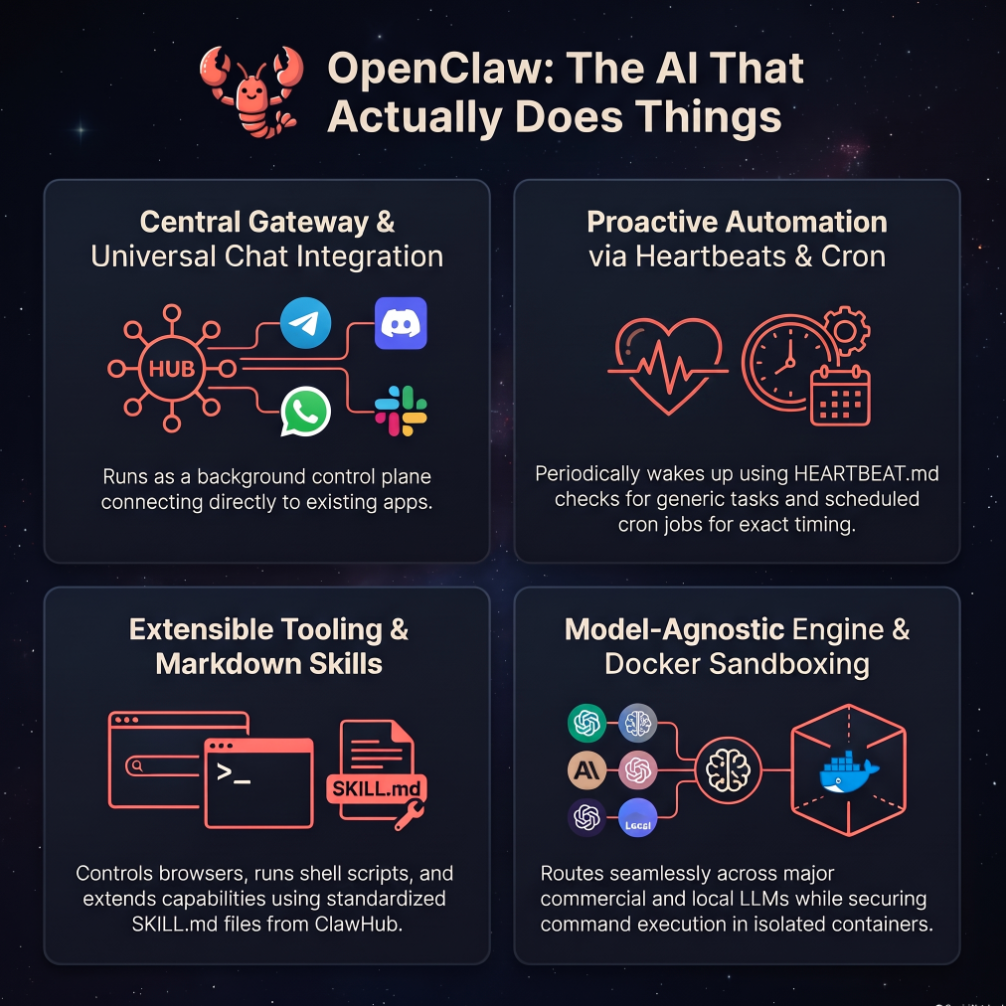 OpenClaw: The AI That
Actually Does Things
Central Gateway &
Universal Chat Integration
HUB
Runs as a background control plane
connecting directly to existing apps.
Proactive Automation
via Heartbeats & Cron
Periodically wakes up using HEARTBEAT.md
checks for generic tasks and scheduled
cron jobs for exact timing.
Extensible Tooling &
Markdown Skills
>_
SKILL.md
Controls browsers, runs shell scripts, and
extends capabilities using standardized
SKILL.md files from ClawHub.
Model-Agnostic Engine &
Docker Sandboxing
AI
Routes seamlessly across major
commercial and local LLMs while securing
command execution in isolated containers.